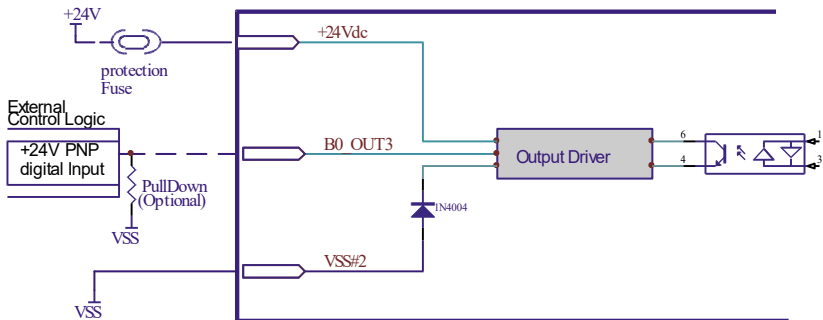 +24V
+24Vdc
protection
Fuse
External
Control Logic
+24V PNP
digital Input
B0_OUT3
PullDown
(Optional)
VSS
Output Driver
6
4
1
3
1N4004
VSS#2
VSS